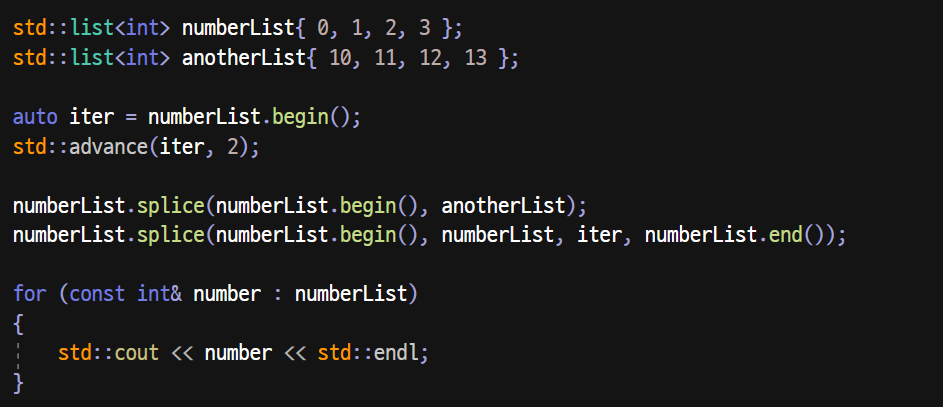 std::list<int> numberList{ 0, 1, 2, 3 };
std::list<int> anotherList{ 10, 11, 12, 13 };
auto iter = numberList.begin();
std::advance(iter, 2);
numberList.splice(numberList.begin(), anotherList);
numberList.splice(numberList.begin(), numberList, iter, numberList.end());
for (const int& number : numberList)
{
    std::cout << number << std::endl;
}